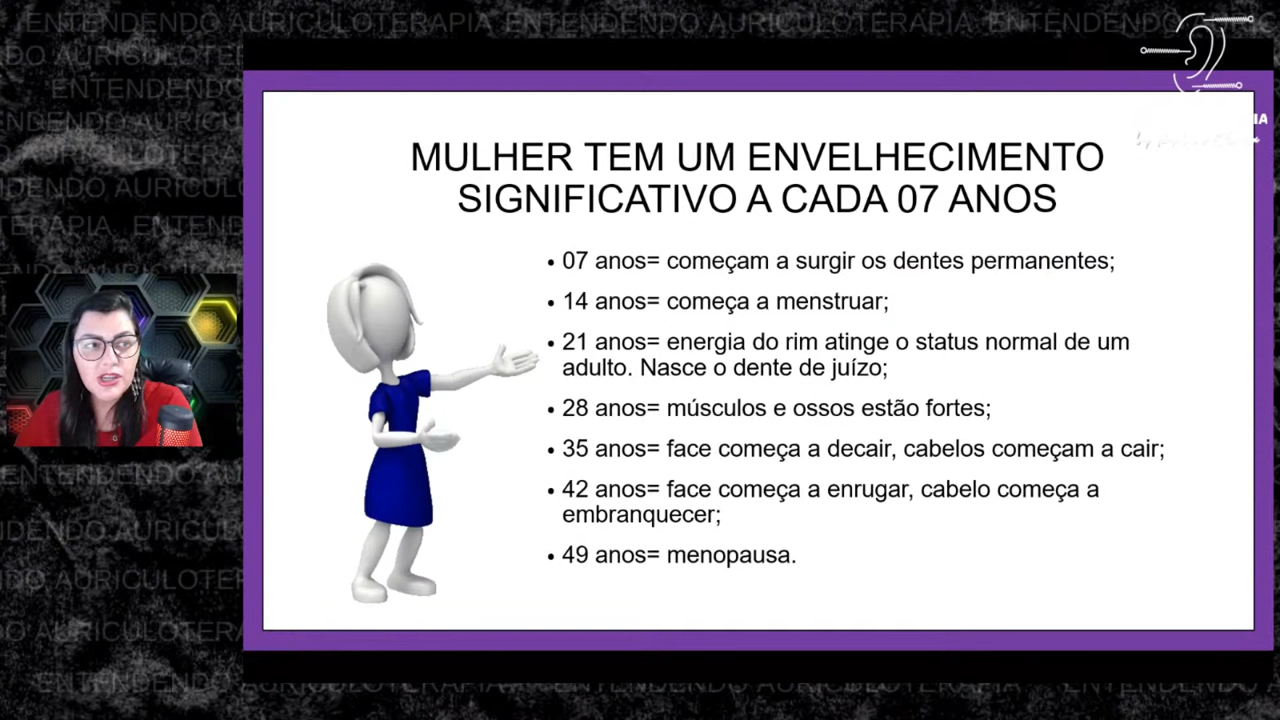 ENTENDENDO AURICULOTERAPIA ENTENDENDO AURICULOTERAPIA ENTENDENDO
MULHER TEM UM ENVELHECIMENTO
SIGNIFICATIVO A CADA 07 ANOS
• 07 anos= começam a surgir os dentes permanentes;
• 14 anos= começa a menstruar;
• 21 anos= energia do rim atinge o status normal de um
adulto. Nasce o dente de juízo;
• 28 anos= músculos e ossos estão fortes;
• 35 anos= face começa a decair, cabelos começam a cair;
• 42 anos= face começa a enrugar, cabelo começa a
embranquecer;
• 49 anos= menopausa.